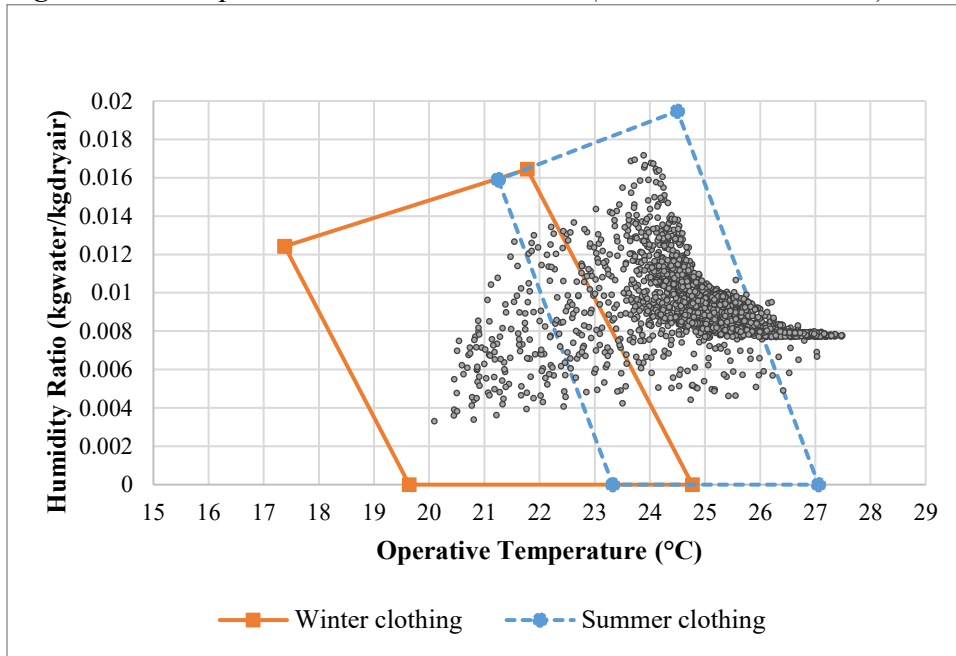 Humidity Ratio (kgwater/kgdryair)
0.02
0.018
0.016
0.014
0.012
0.01
0.008
0.006
0.004
0.002
0
15 16 17 18 19 20 21 22 23 24 25 26 27 28 29
Operative Temperature (°C)
Winter clothing Summer clothing